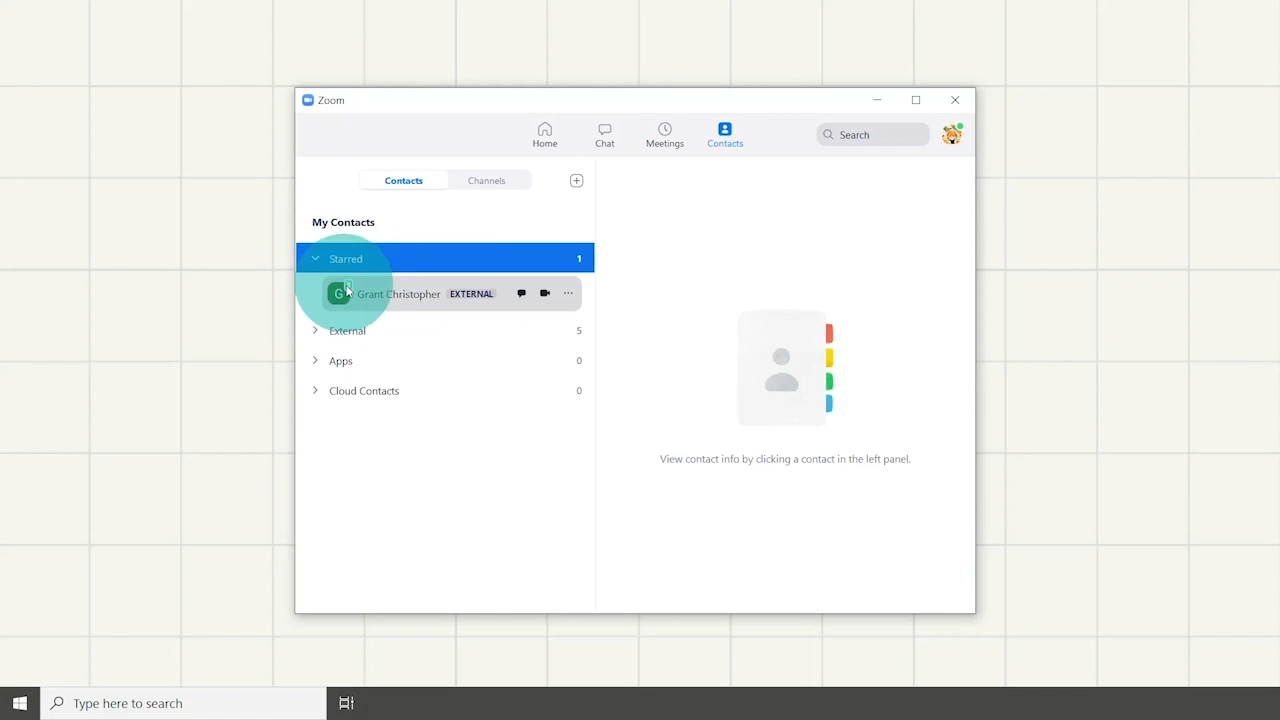 Zoom
Home
Chat
Meetings
Contacts
Search
Contacts
Channels
My Contacts
Starred 1
G Grant Christopher EXTERNAL
External 5
Apps 0
Cloud Contacts 0
View contact info by clicking a contact in the left panel.
Type here to search